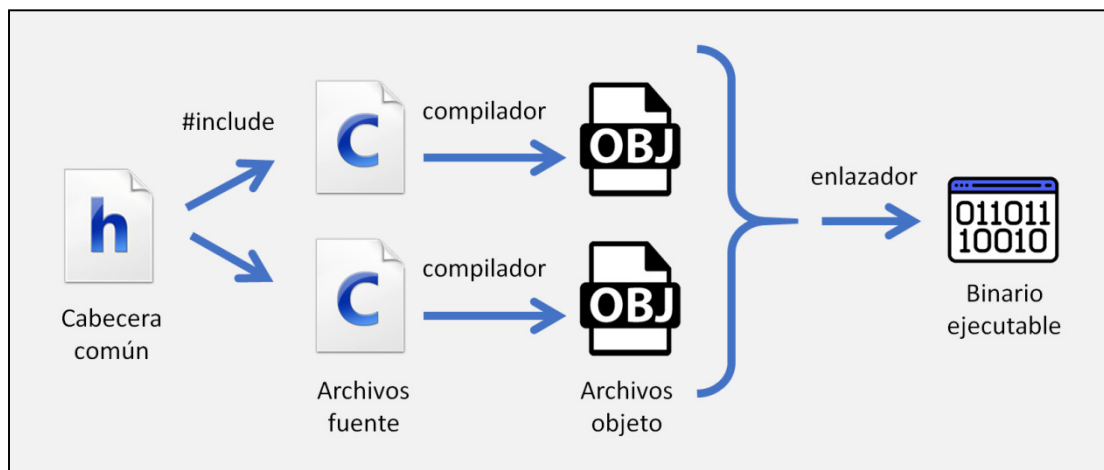 #include
compilador
enlazador
h
C
OBJ
011011
10010
Cabecera
común
compilador
C
OBJ
Archivos
fuente
Archivos
objeto
Binario
ejecutable